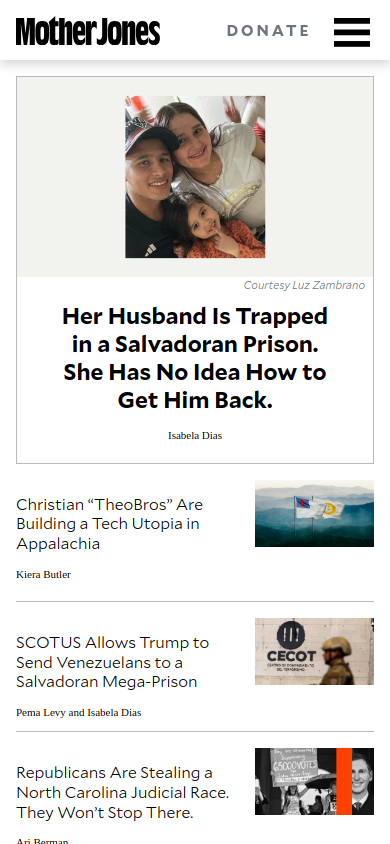 Mother Jones
DONATE
Courtesy Luz Zambrano
Her Husband Is Trapped
in a Salvadoran Prison.
She Has No Idea How to
Get Him Back.
Isabela Dias
Christian “TheoBros” Are
Building a Tech Utopia in
Appalachia
Kiera Butler
SCOTUS Allows Trump to
Send Venezuelans to a
Salvadoran Mega-Prison
CECOT
Pema Levy and Isabela Dias
Republicans Are Stealing a
North Carolina Judicial Race.
They Won’t Stop There.
65000 VOTES
Ari Berman